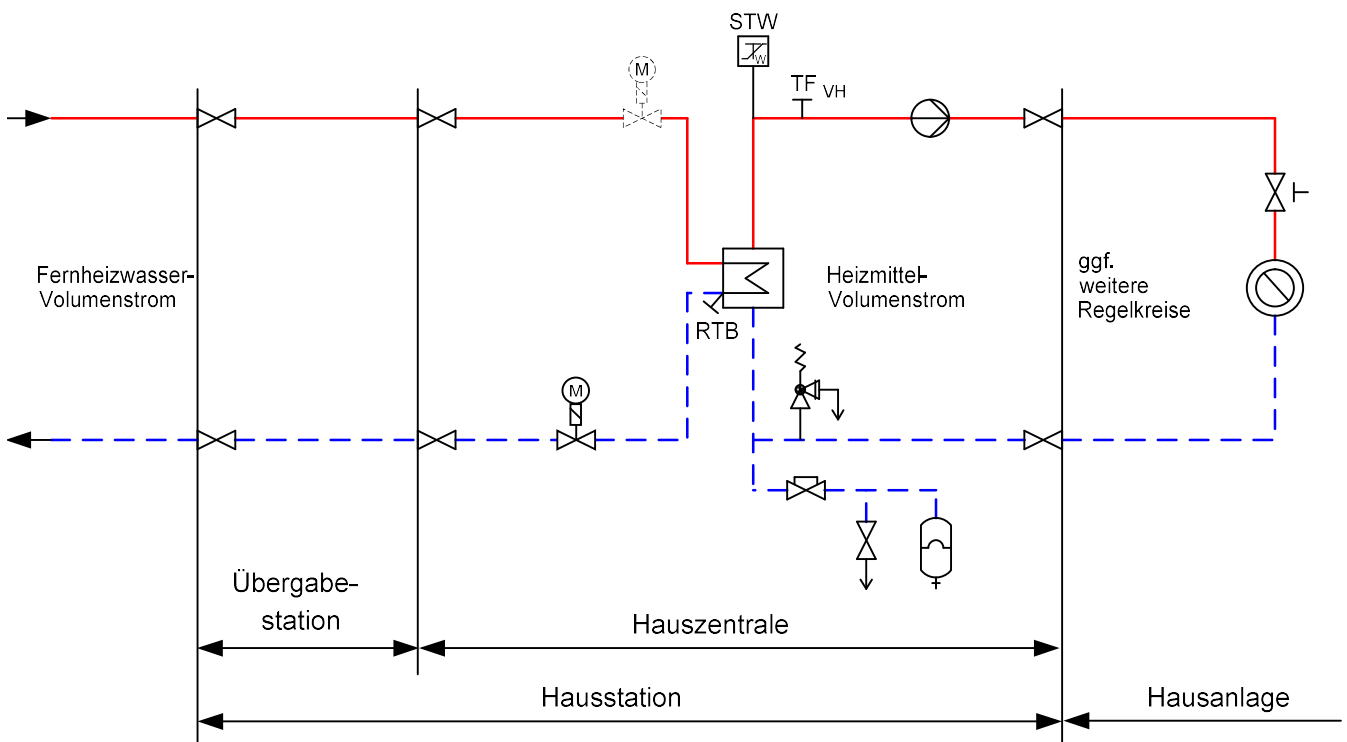 STW
W
M
TF VH
Fernheizwasser-
Volumenstrom
Heizmittel-
Volumenstrom
ggf.
weitere
Regelkreise
RTB
M
Übergabe-
station
Hauszentrale
Hausstation
Hausanlage